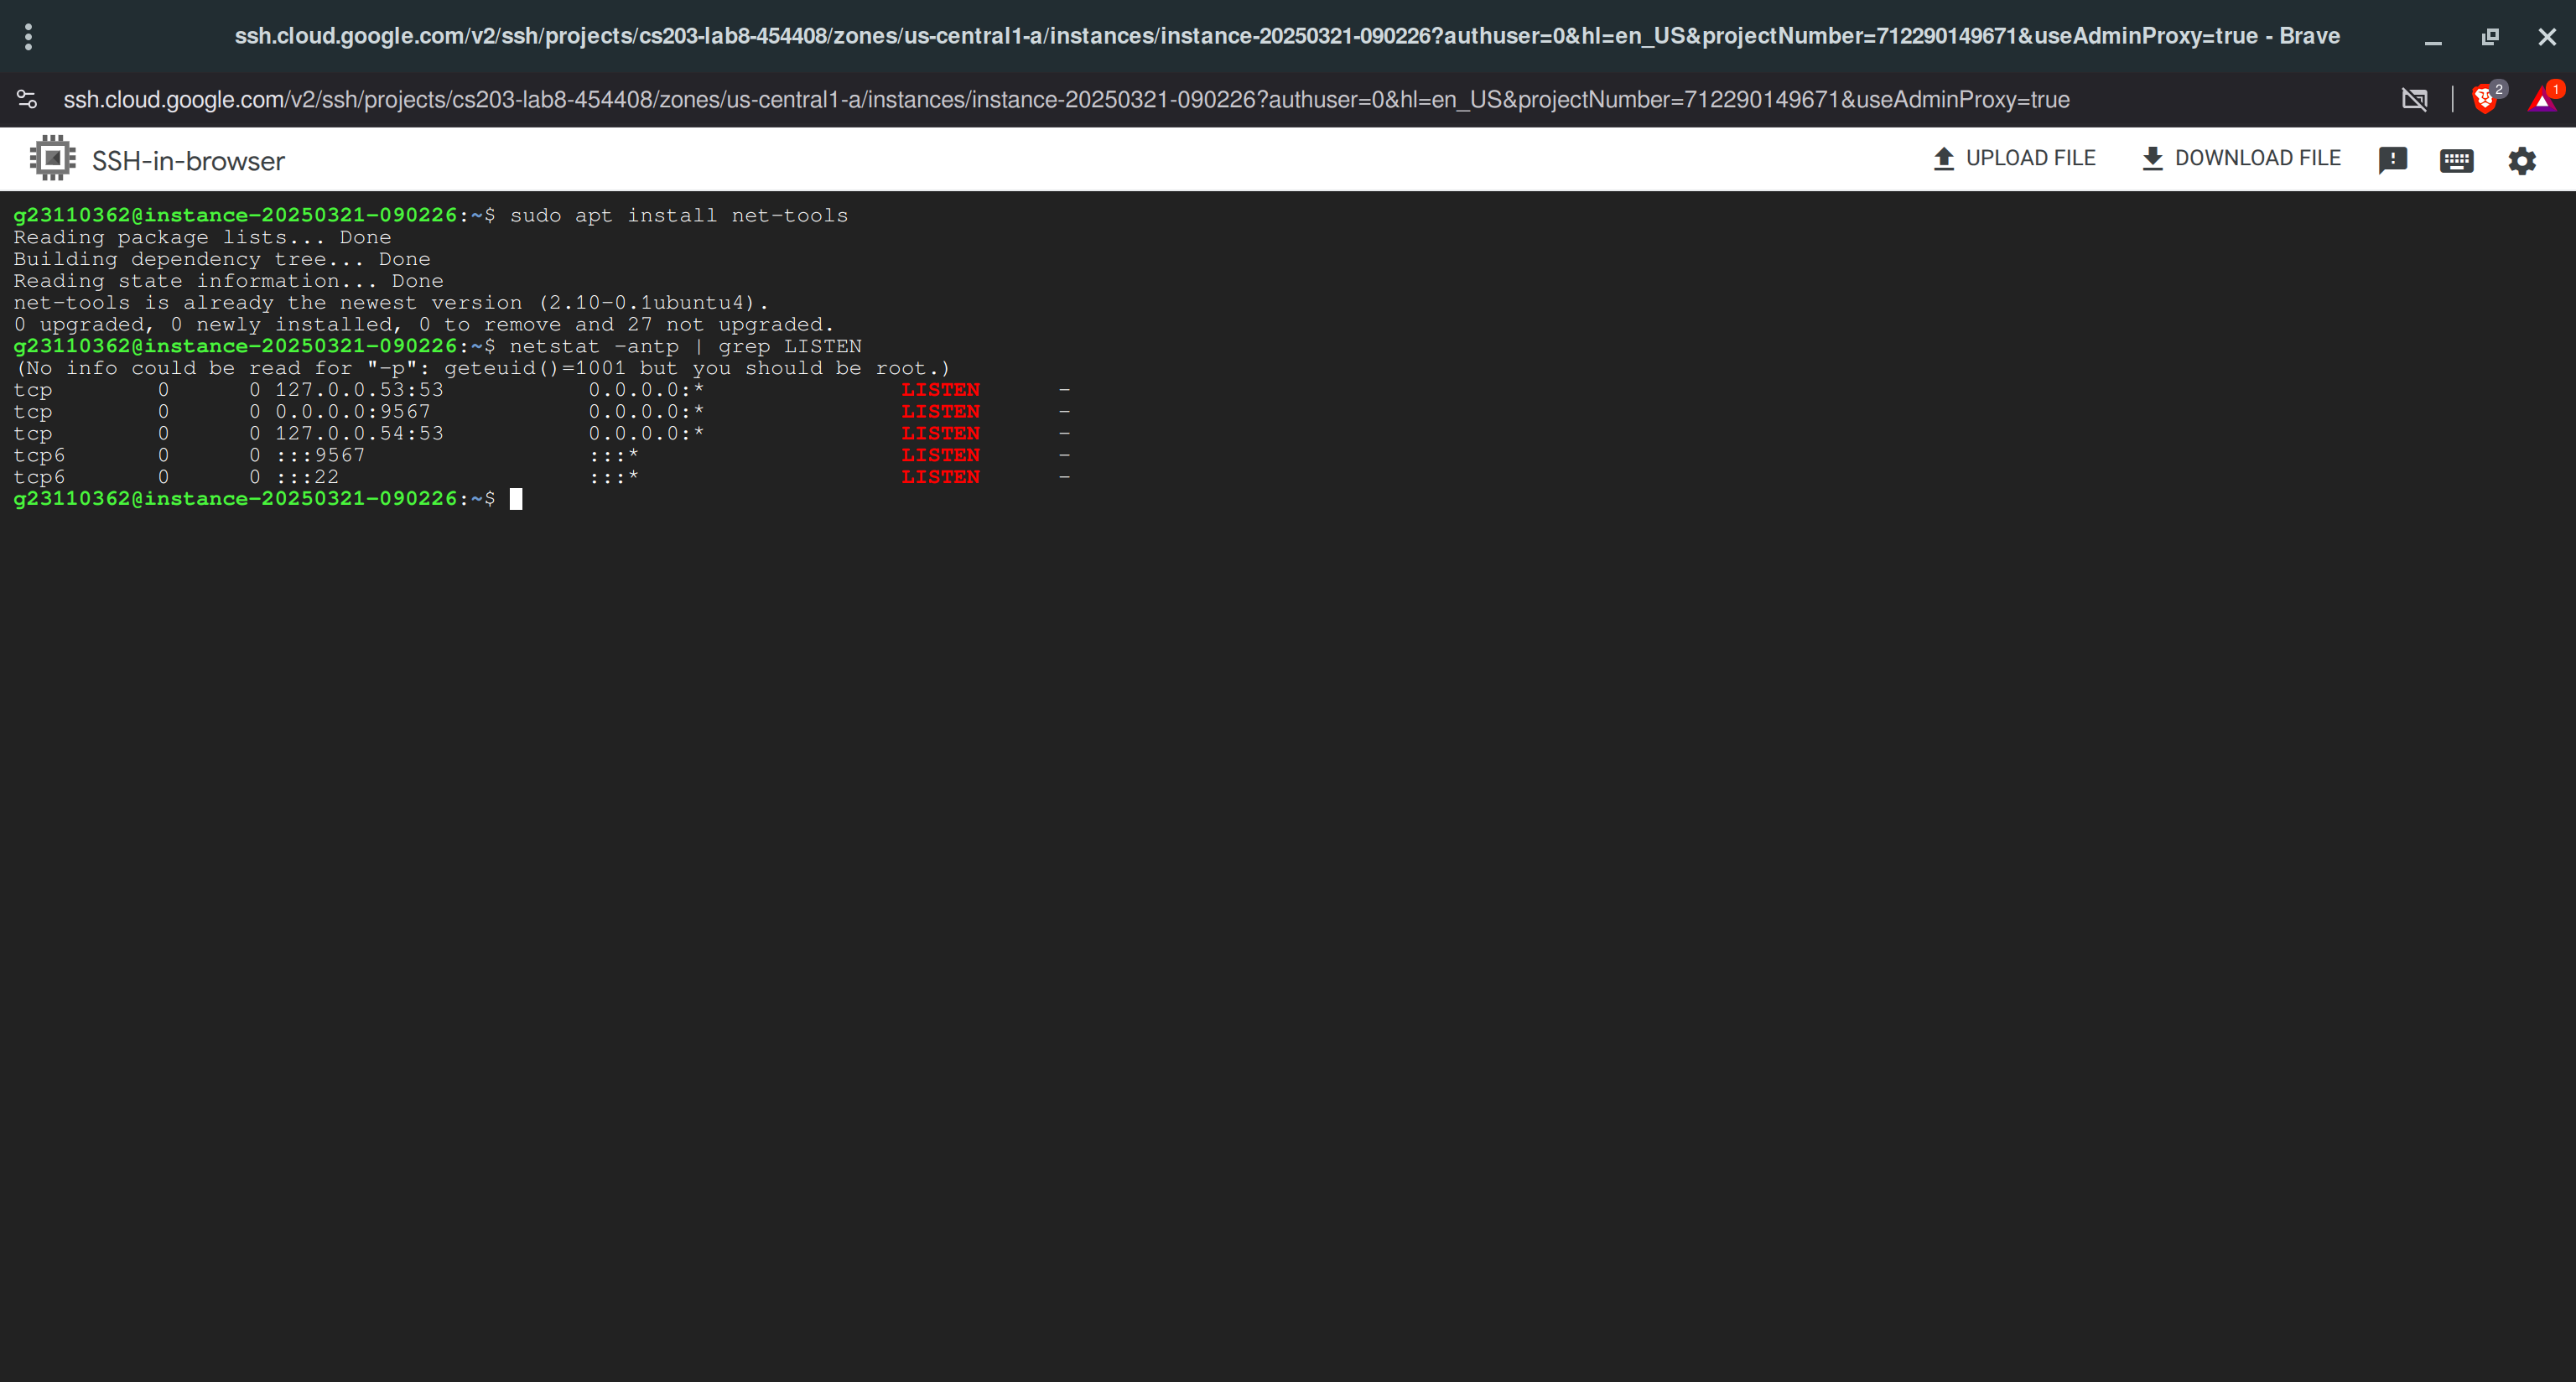 ssh.cloud.google.com/v2/ssh/projects/cs203-lab8-454408/zones/us-central1-a/instances/instance-20250321-090226?authuser=0&hl=en_US&projectNumber=712290149671&useAdminProxy=true - Brave
ssh.cloud.google.com/v2/ssh/projects/cs203-lab8-454408/zones/us-central1-a/instances/instance-20250321-090226?authuser=0&hl=en_US&projectNumber=712290149671&useAdminProxy=true 2 1
SSH-in-browser UPLOAD FILE DOWNLOAD FILE
g23110362@instance-20250321-090226:~$ sudo apt install net-tools
Reading package lists... Done
Building dependency tree... Done
Reading state information... Done
net-tools is already the newest version (2.10-0.1ubuntu4).
0 upgraded, 0 newly installed, 0 to remove and 27 not upgraded.
g23110362@instance-20250321-090226:~$ netstat -antp | grep LISTEN
(No info could be read for "-p": geteuid()=1001 but you should be root.)
tcp        0      0 127.0.0.53:53           0.0.0.0:*               LISTEN      -
tcp        0      0 0.0.0.0:9567            0.0.0.0:*               LISTEN      -
tcp        0      0 127.0.0.54:53           0.0.0.0:*               LISTEN      -
tcp6       0      0 :::9567                 :::*                    LISTEN      -
tcp6       0      0 :::22                   :::*                    LISTEN      -
g23110362@instance-20250321-090226:~$